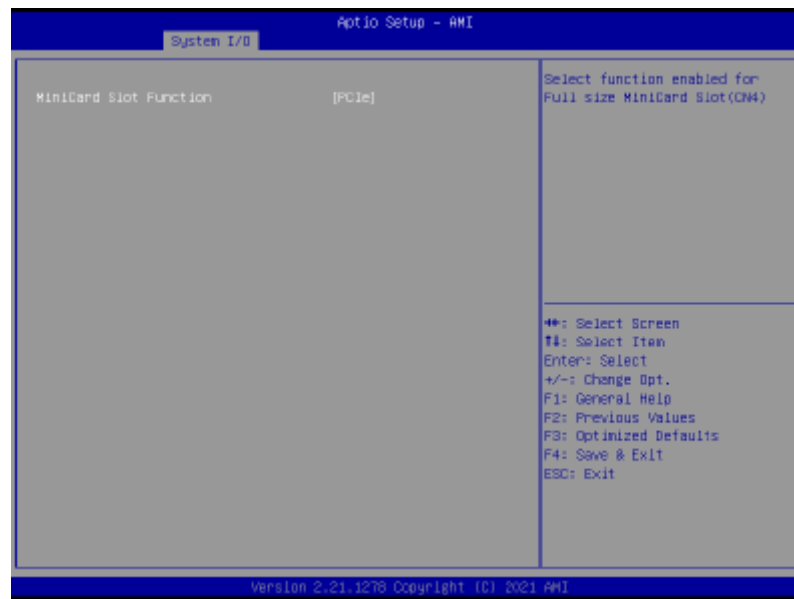 Aptio Setup - AMI
System I/O
MiniCard Slot Function [PCIe]
Select function enabled for
Full size MiniCard Slot(CN4)
→←: Select Screen
↑↓: Select Item
Enter: Select
+/-: Change Opt.
F1: General Help
F2: Previous Values
F3: Optimized Defaults
F4: Save & Exit
ESC: Exit
Version 2.21.1278 Copyright (C) 2021 AMI